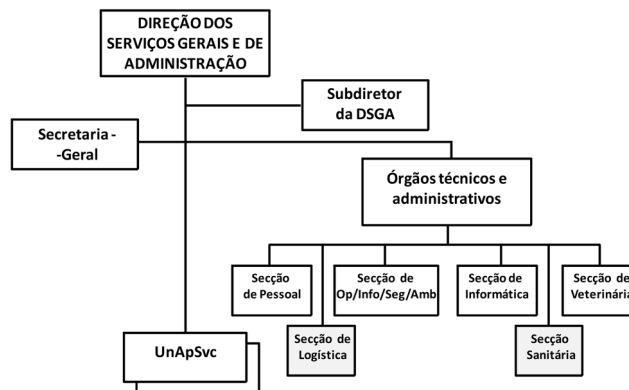 DIREÇÃO DOS
SERVIÇOS GERAIS E DE
ADMINISTRAÇÃO
Subdiretor
da DSGA
Secretaria -
-Geral
Órgãos técnicos e
administrativos
Secção
de Pessoal
Secção de
Op/Info/Seg/Amb
Secção de
Informática
Secção de
Veterinária
Secção de
Logística
Secção
Sanitária
UnApSvc